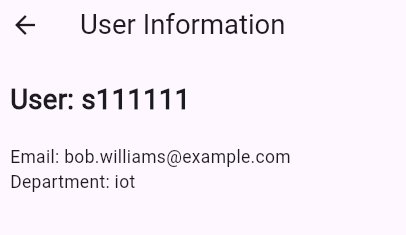 User Information
User: s111111
Email: bob.williams@example.com
Department: iot